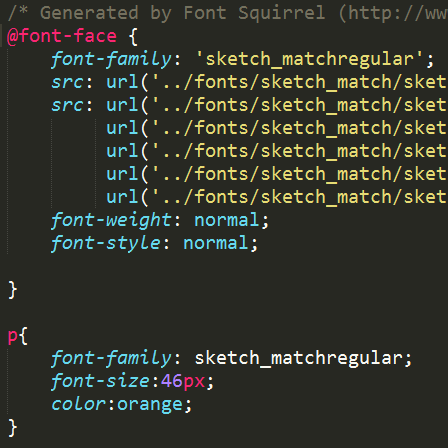 /* Generated by Font Squirrel (http://ww
@font-face {
font-family: 'sketch_matchregular';
src: url('../fonts/sketch_match/sket
src: url('../fonts/sketch_match/sket
url('../fonts/sketch_match/sket
url('../fonts/sketch_match/sket
url('../fonts/sketch_match/sket
url('../fonts/sketch_match/sket
font-weight: normal;
font-style: normal;
}
p{
font-family: sketch_matchregular;
font-size:46px;
color:orange;
}